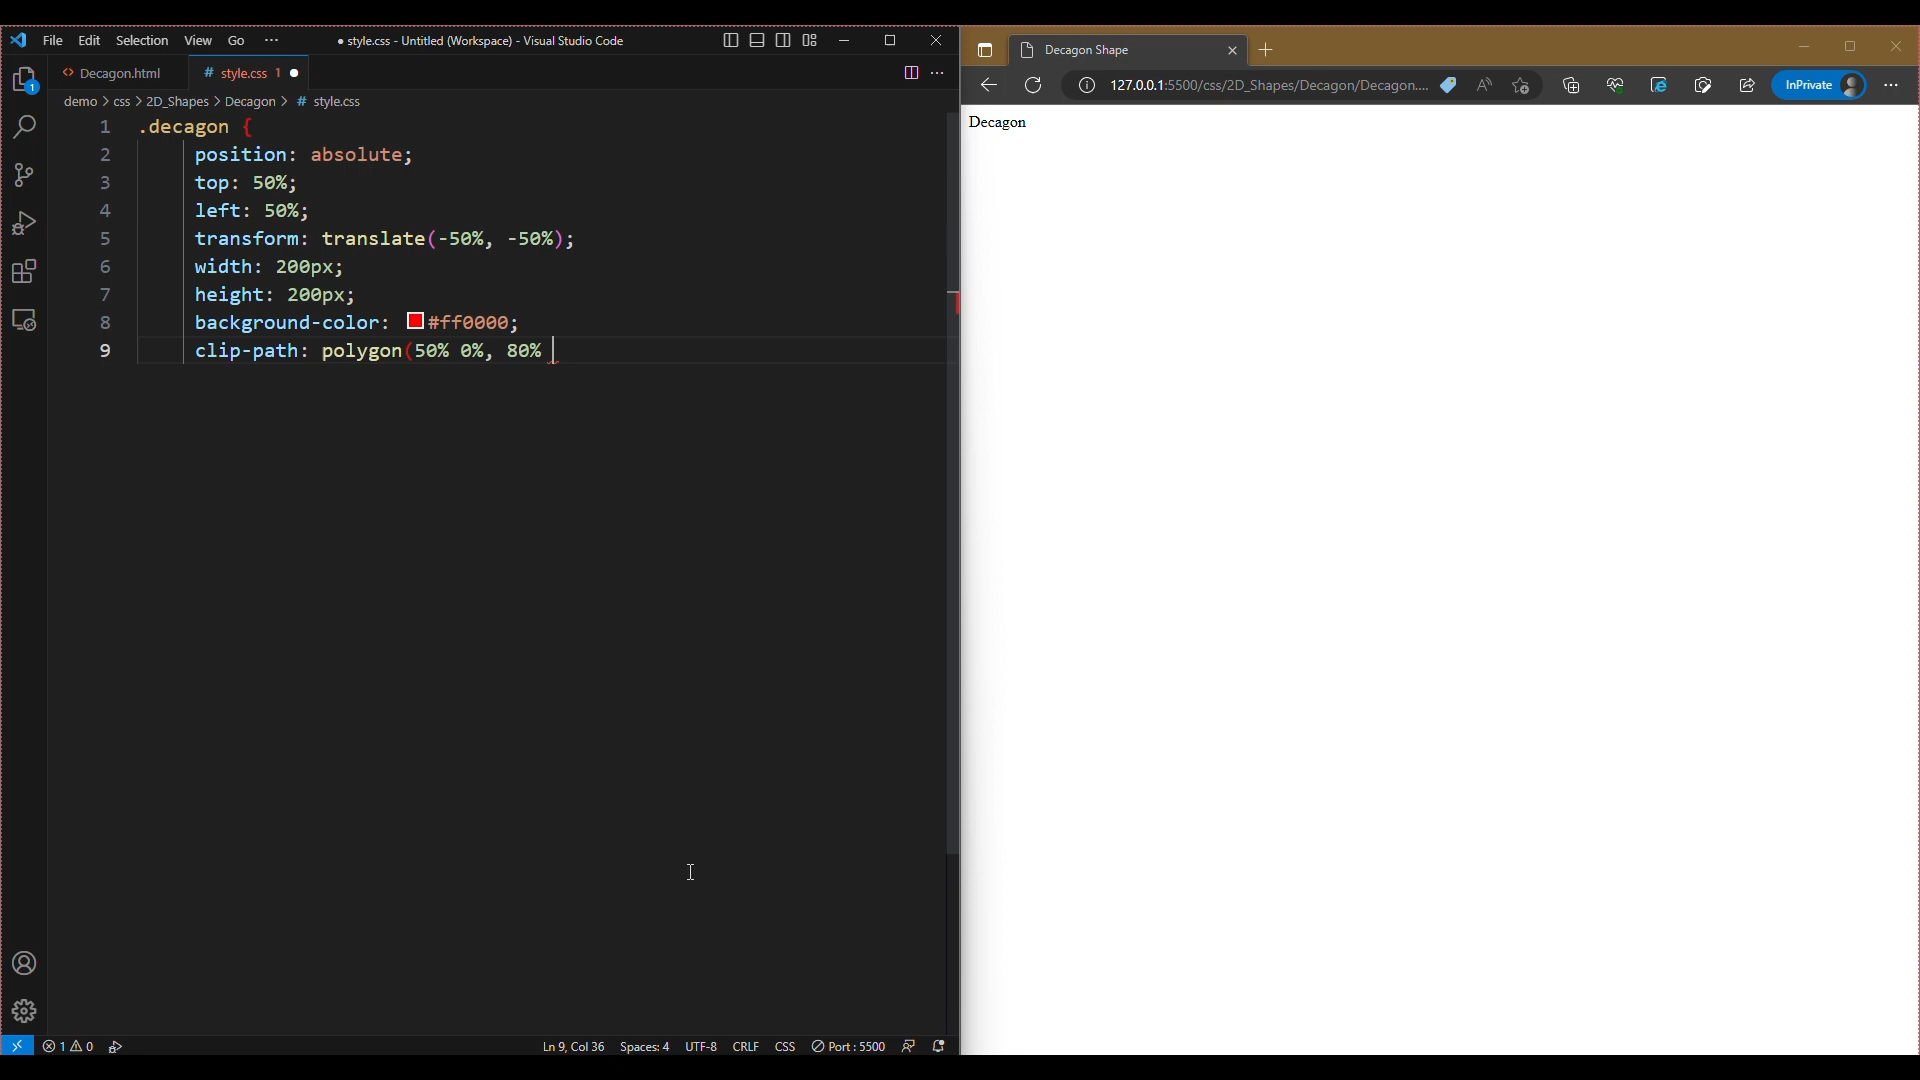 File Edit Selection View Go ··· ● style.css - Untitled (Workspace) - Visual Studio Code
Decagon.html # style.css 1 ●
demo > css > 2D_Shapes > Decagon > # style.css
1 .decagon {
2 position: absolute;
3 top: 50%;
4 left: 50%;
5 transform: translate(-50%, -50%);
6 width: 200px;
7 height: 200px;
8 background-color: #ff0000;
9 clip-path: polygon(50% 0%, 80%
1
1 0 Ln 9, Col 36 Spaces: 4 UTF-8 CRLF CSS Port : 5500
Decagon Shape
127.0.0.1:5500/css/2D_Shapes/Decagon/Decagon.... InPrivate
Decagon